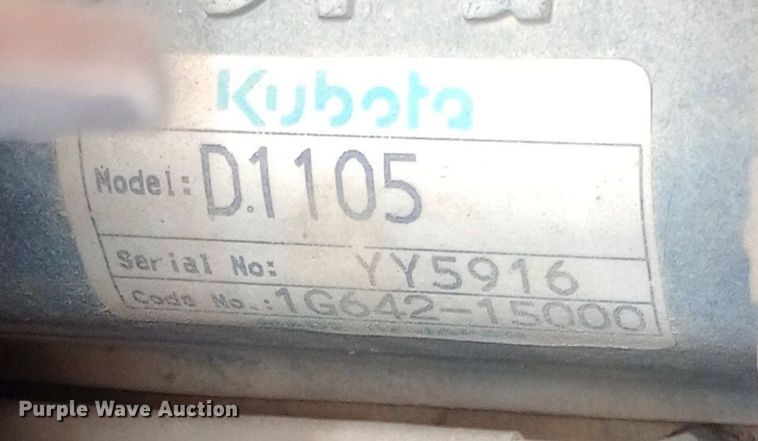 Kubota
Model: D1105
Serial No: YY5916
Code No.: 1G642-15000
Purple Wave Auction